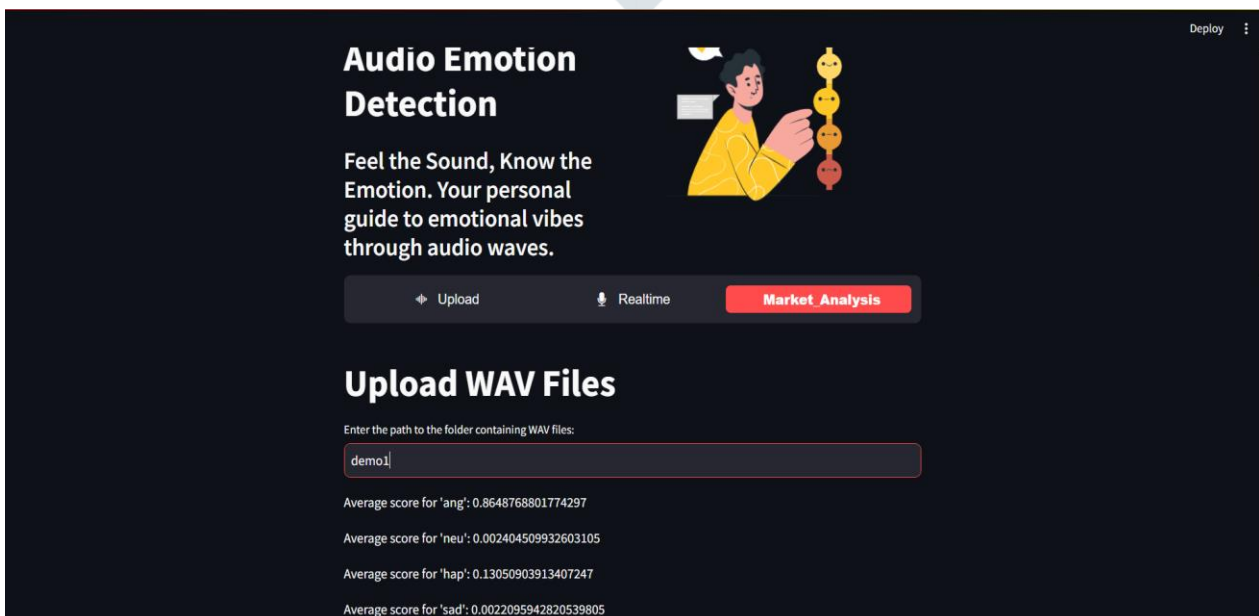 Deploy
Audio Emotion
Detection
Feel the Sound, Know the
Emotion. Your personal
guide to emotional vibes
through audio waves.
Upload
Realtime
Market_Analysis
Upload WAV Files
Enter the path to the folder containing WAV files:
demo1
Average score for 'ang': 0.8648768801774297
Average score for 'neu': 0.002404509932603105
Average score for 'hap': 0.13050903913407247
Average score for 'sad': 0.0022095942820539805